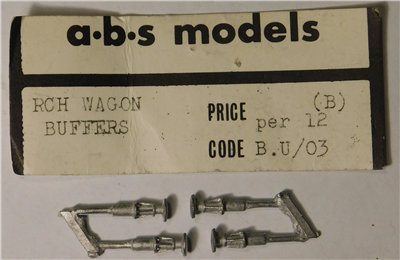 a·b·s models
RCH WAGON
BUFFERS
PRICE (B)
per 12
CODE B.U/03